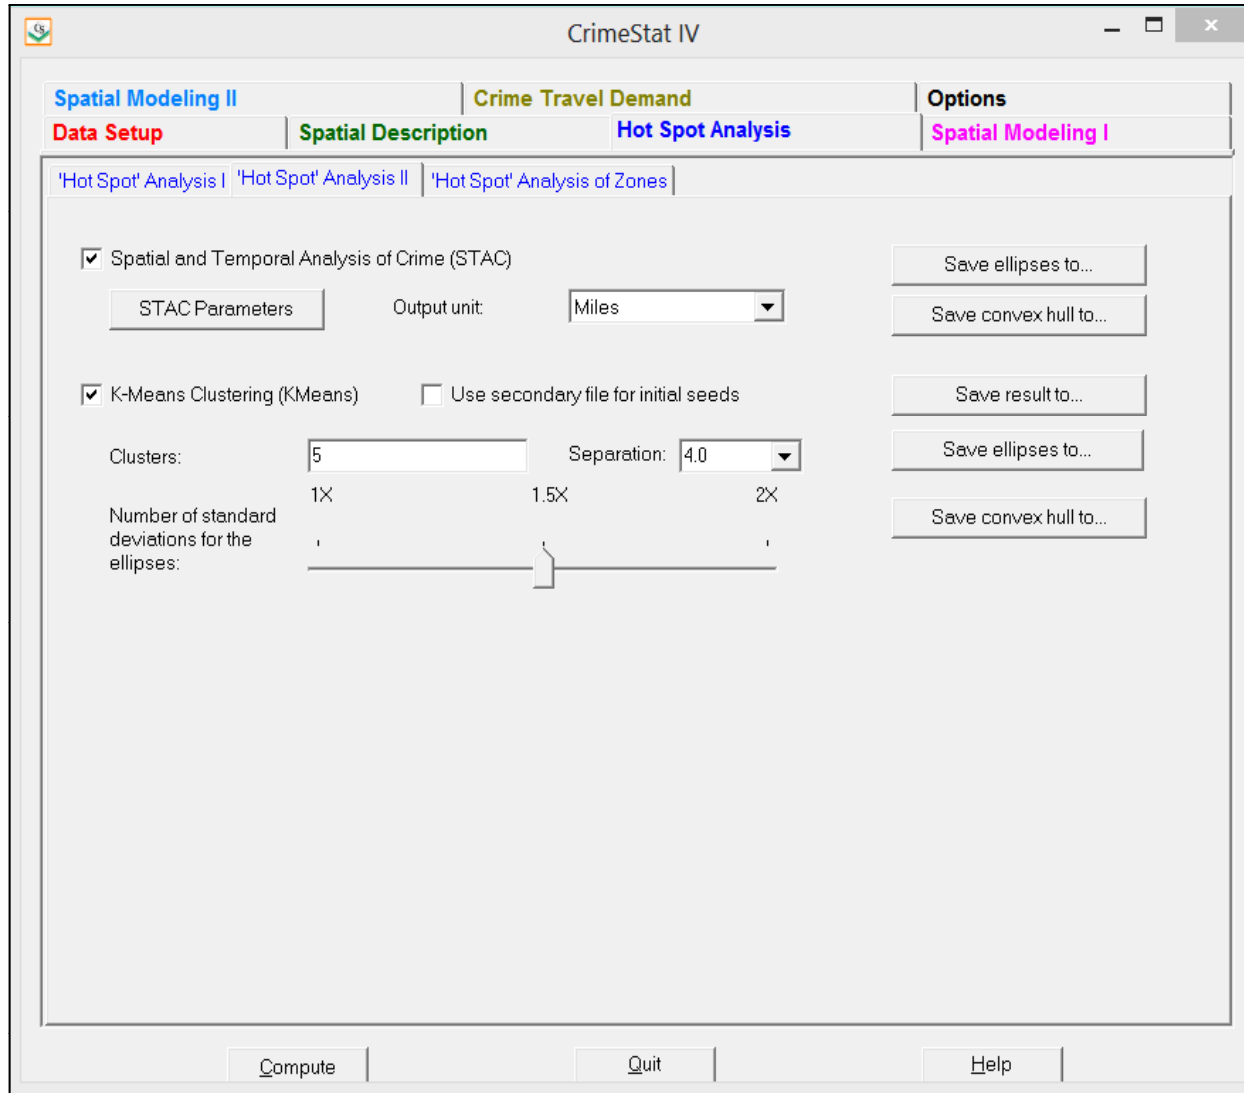 CrimeStat IV
Spatial Modeling II Crime Travel Demand Options
Data Setup Spatial Description Hot Spot Analysis Spatial Modeling I
'Hot Spot' Analysis I 'Hot Spot' Analysis II 'Hot Spot' Analysis of Zones
Spatial and Temporal Analysis of Crime (STAC) Save ellipses to...
STAC Parameters Output unit: Miles Save convex hull to...
K-Means Clustering (KMeans) Use secondary file for initial seeds Save result to...
Clusters: 5 Separation: 4.0 Save ellipses to...
1X 1.5X 2X
Number of standard
deviations for the
ellipses:
Save convex hull to...
Compute Quit Help